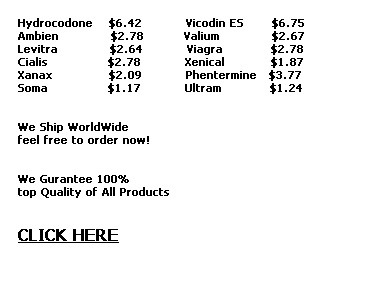 Hydrocodone $6.42 Vicodin ES $6.75
Ambien $2.78 Valium $2.67
Levitra $2.64 Viagra $2.78
Cialis $2.78 Xenical $1.87
Xanax $2.09 Phentermine $3.77
Soma $1.17 Ultram $1.24
We Ship WorldWide
feel free to order now!
We Gurantee 100%
top Quality of All Products
CLICK HERE